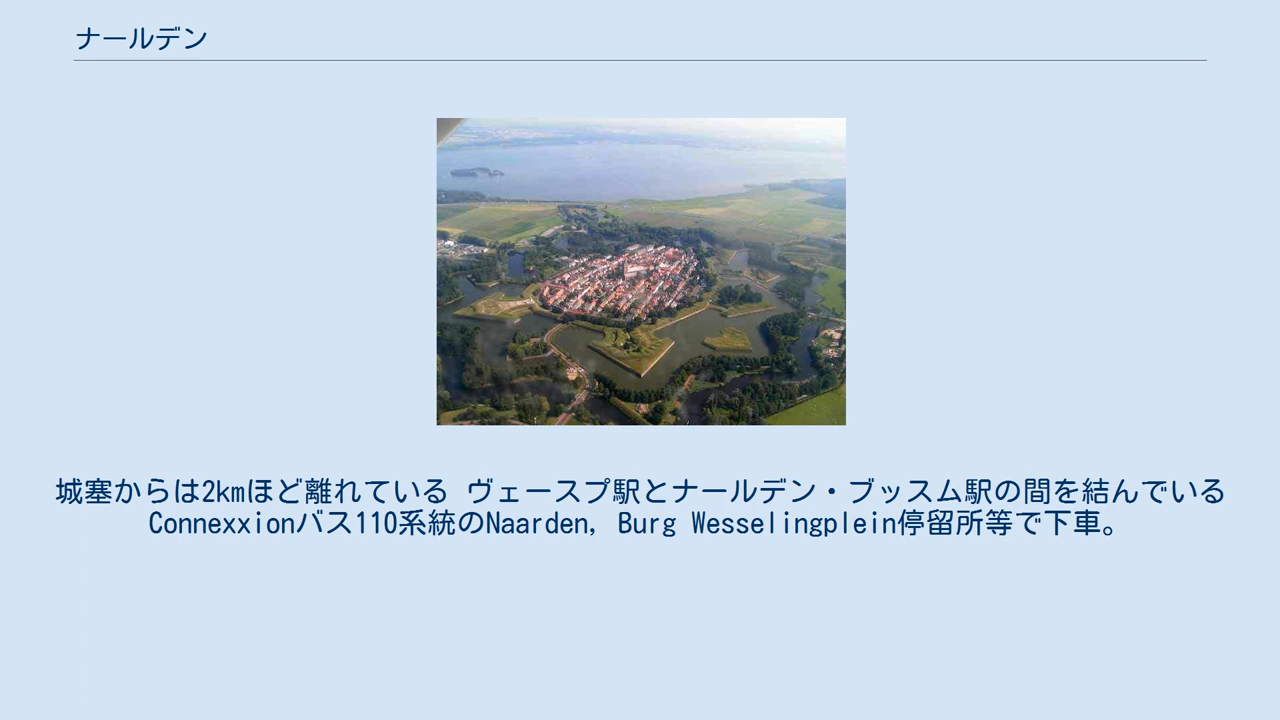 ナールデン
城塞からは2kmほど離れている ヴェースプ駅とナールデン・ブッスム駅の間を結んでいる
Connexxionバス110系統のNaarden, Burg Wesselingplein停留所等で下車。